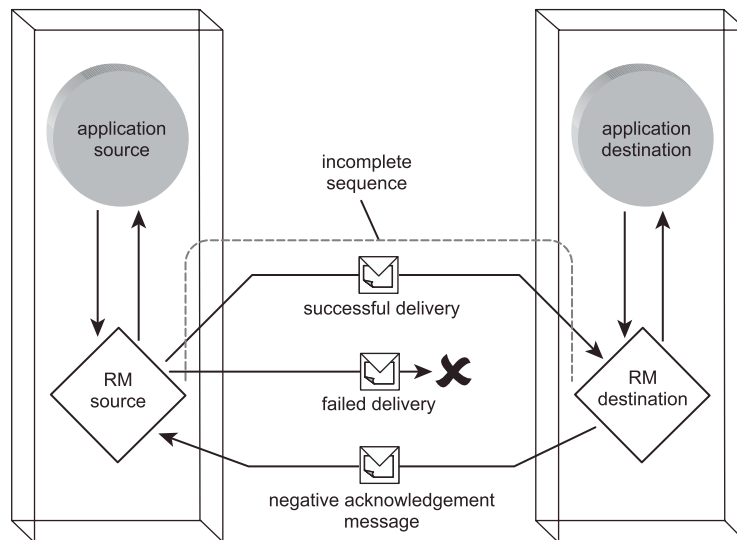 application
source
application
destination
incomplete
sequence
successful delivery
RM
source
failed delivery
RM
destination
negative acknowledgement
message